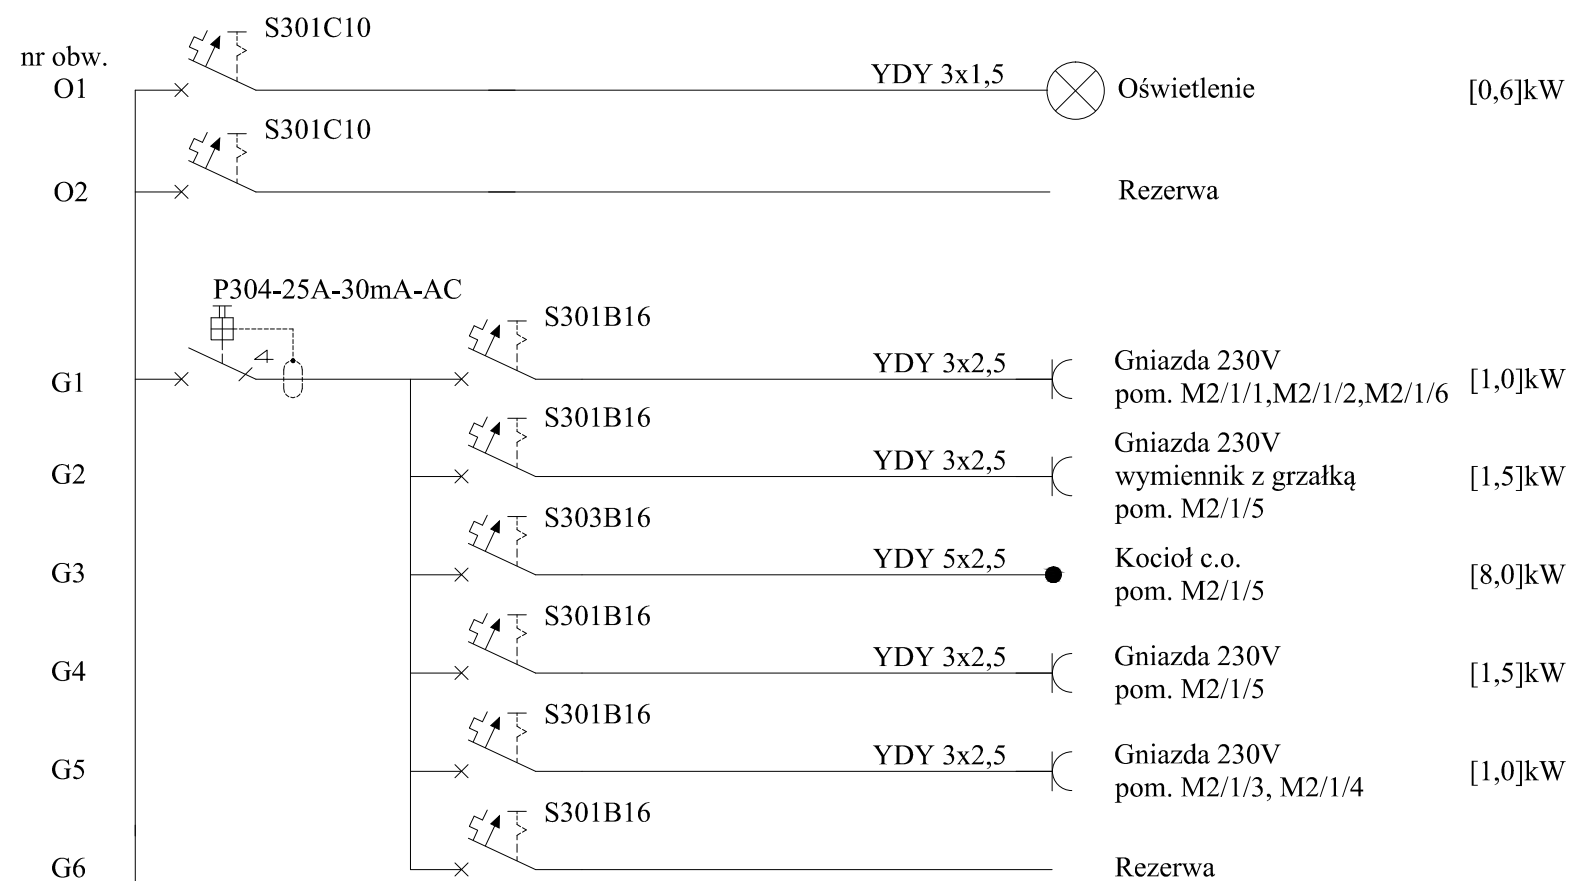 nr obw.
S301C10
O1
YDY 3x1,5
Oświetlenie
[0,6]kW
S301C10
O2
Rezerwa
P304-25A-30mA-AC
4
G1
S301B16
YDY 3x2,5
Gniazda 230V
pom. M2/1/1,M2/1/2,M2/1/6
[1,0]kW
G2
S301B16
YDY 3x2,5
Gniazda 230V
wymiennik z grzałką
pom. M2/1/5
[1,5]kW
G3
S303B16
YDY 5x2,5
Kocioł c.o.
pom. M2/1/5
[8,0]kW
G4
S301B16
YDY 3x2,5
Gniazda 230V
pom. M2/1/5
[1,5]kW
G5
S301B16
YDY 3x2,5
Gniazda 230V
pom. M2/1/3, M2/1/4
[1,0]kW
G6
S301B16
Rezerwa